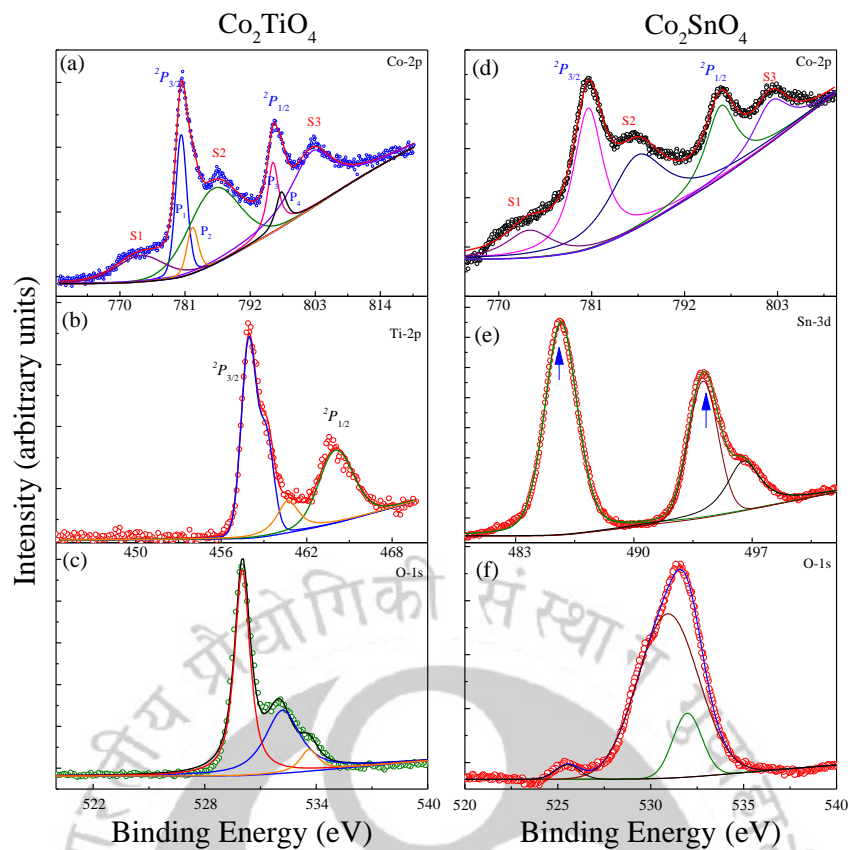 Co₂TiO₄
Co₂SnO₄
Intensity (arbitrary units)
(a)
Co-2p
²P₃/₂
²P₁/₂
S1
S2
S3
P₁
P₂
P₃
P₄
770 781 792 803 814
(b)
Ti-2p
²P₃/₂
²P₁/₂
450 456 462 468
(c)
O-1s
522 528 534 540
Binding Energy (eV)
(d)
Co-2p
²P₃/₂
²P₁/₂
S1
S2
S3
770 781 792 803
(e)
Sn-3d
483 490 497
(f)
O-1s
520 525 530 535 540
Binding Energy (eV)
प्रौद्योगिकी संस्थान